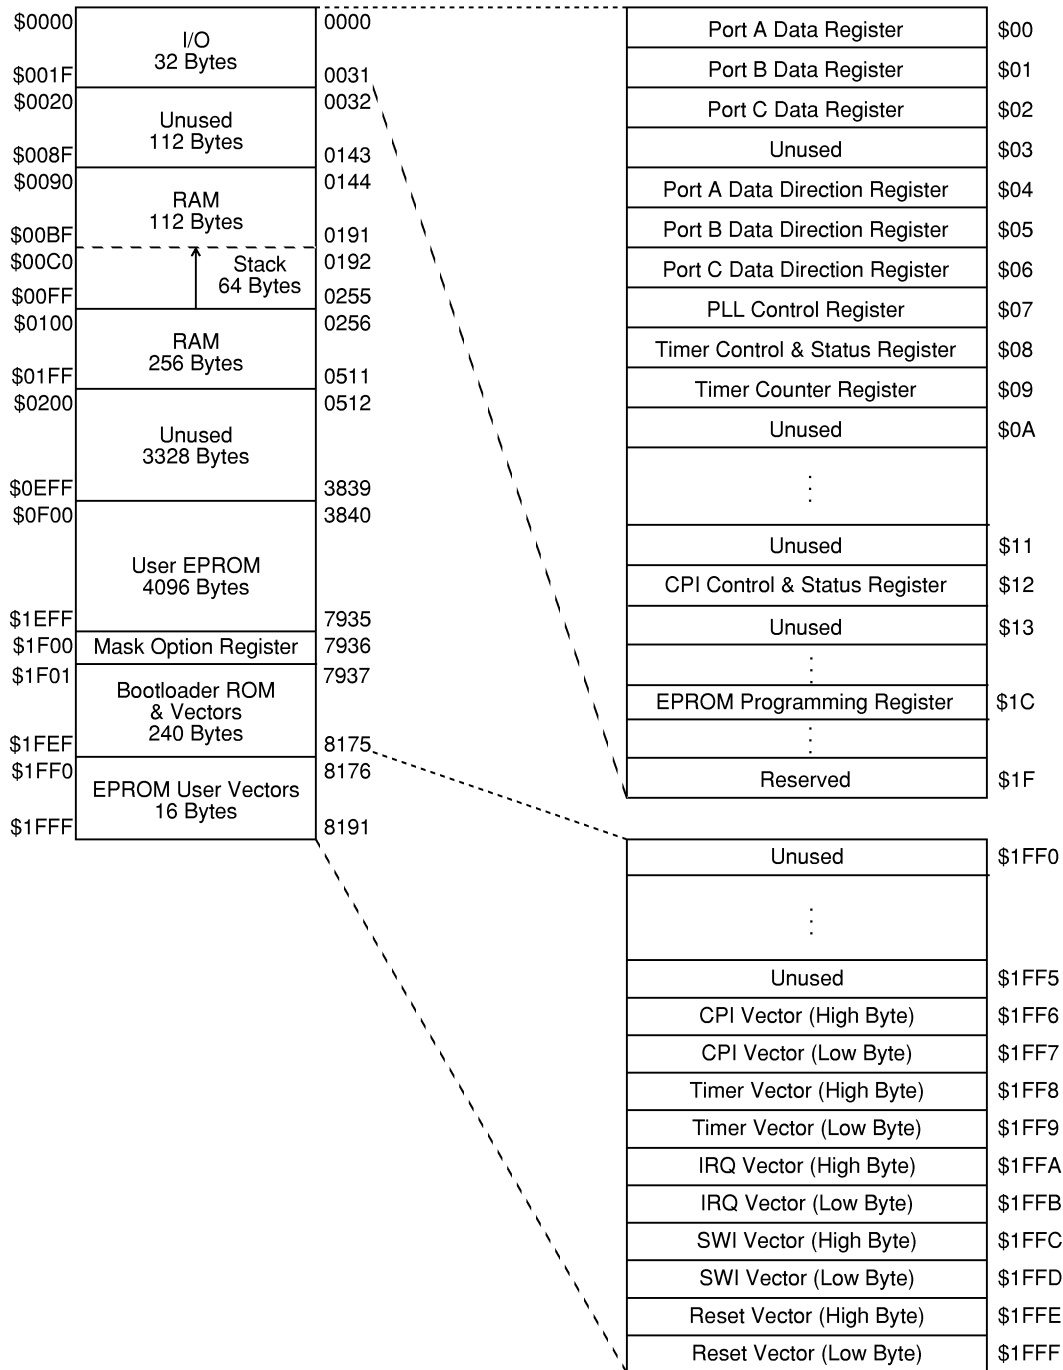 $0000 0000
I/O
32 Bytes
$001F 0031
$0020 0032
Unused
112 Bytes
$008F 0143
$0090 0144
RAM
112 Bytes
$00BF 0191
$00C0 Stack 0192
64 Bytes
$00FF 0255
$0100 0256
RAM
256 Bytes
$01FF 0511
$0200 0512
Unused
3328 Bytes
$0EFF 3839
$0F00 3840
User EPROM
4096 Bytes
$1EFF 7935
$1F00 Mask Option Register 7936
$1F01 7937
Bootloader ROM
& Vectors
240 Bytes
$1FEF 8175
$1FF0 8176
EPROM User Vectors
16 Bytes
$1FFF 8191
Port A Data Register $00
Port B Data Register $01
Port C Data Register $02
Unused $03
Port A Data Direction Register $04
Port B Data Direction Register $05
Port C Data Direction Register $06
PLL Control Register $07
Timer Control & Status Register $08
Timer Counter Register $09
Unused $0A
Unused $11
CPI Control & Status Register $12
Unused $13
EPROM Programming Register $1C
Reserved $1F
Unused $1FF0
Unused $1FF5
CPI Vector (High Byte) $1FF6
CPI Vector (Low Byte) $1FF7
Timer Vector (High Byte) $1FF8
Timer Vector (Low Byte) $1FF9
IRQ Vector (High Byte) $1FFA
IRQ Vector (Low Byte) $1FFB
SWI Vector (High Byte) $1FFC
SWI Vector (Low Byte) $1FFD
Reset Vector (High Byte) $1FFE
Reset Vector (Low Byte) $1FFF